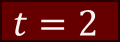 t = 2